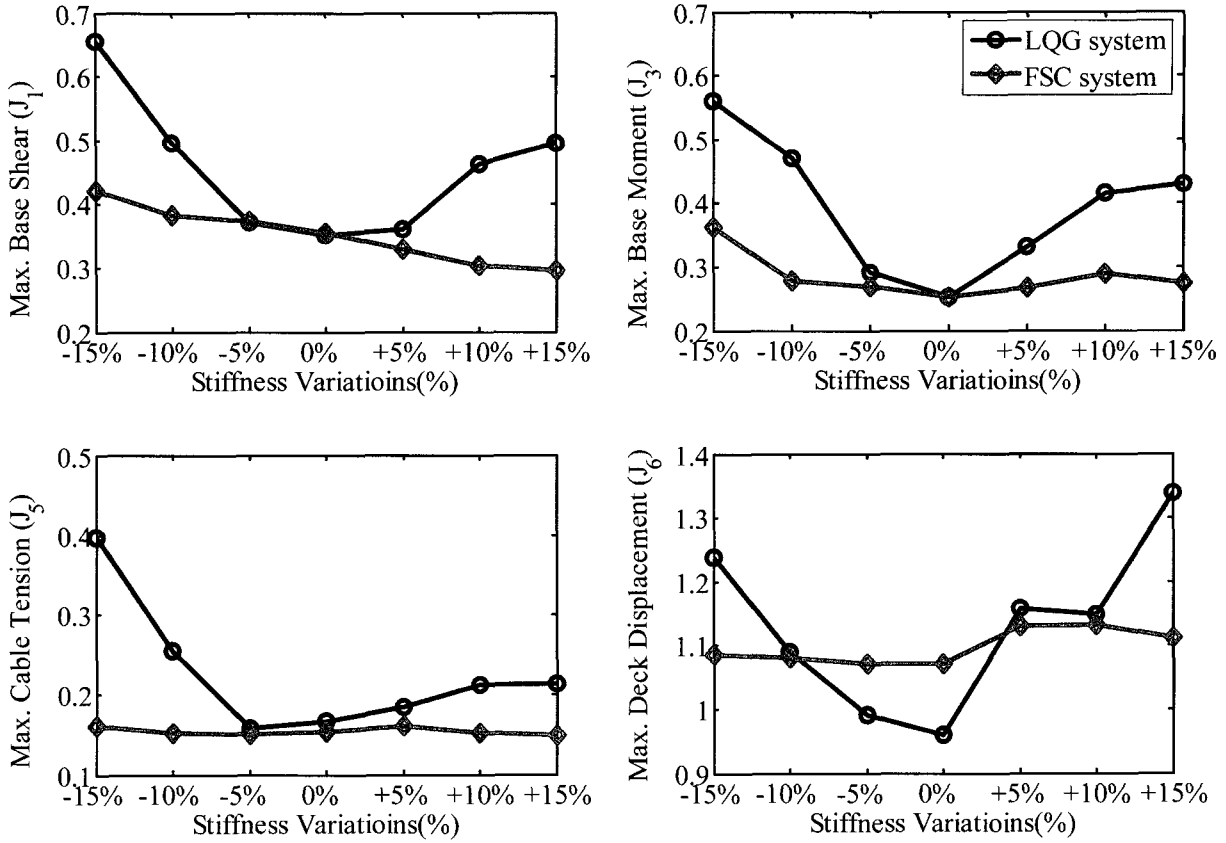 Max. Base Shear (J1)
0.7
0.6
0.5
0.4
0.3
0.2
-15% -10% -5% 0% +5% +10% +15%
Stiffness Variatioins(%)
Max. Base Moment (J3)
0.7
0.6
0.5
0.4
0.3
0.2
LQG system
FSC system
-15% -10% -5% 0% +5% +10% +15%
Stiffness Variatioins(%)
Max. Cable Tension (J5)
0.5
0.4
0.3
0.2
0.1
-15% -10% -5% 0% +5% +10% +15%
Stiffness Variatioins(%)
Max. Deck Displacement (J6)
1.4
1.3
1.2
1.1
1
0.9
-15% -10% -5% 0% +5% +10% +15%
Stiffness Variatioins(%)